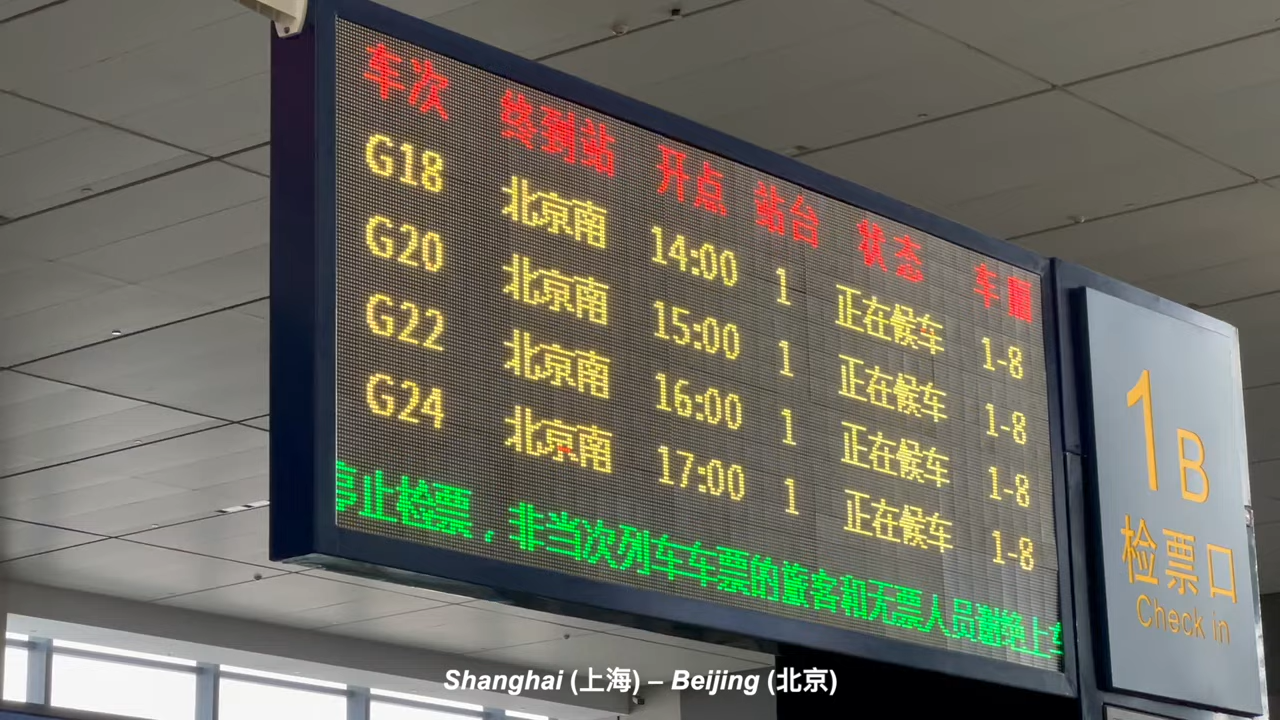 车次 终到站 开点 站台 状态 车厢
G18 北京南 14:00 1 正在候车 1-8
G20 北京南 15:00 1 正在候车 1-8
G22 北京南 16:00 1 正在候车 1-8
G24 北京南 17:00 1 正在候车 1-8
停止检票，非当次列车车票的旅客和无票人员谢绝上车
1B
检票口
Check in
Shanghai (上海) – Beijing (北京)